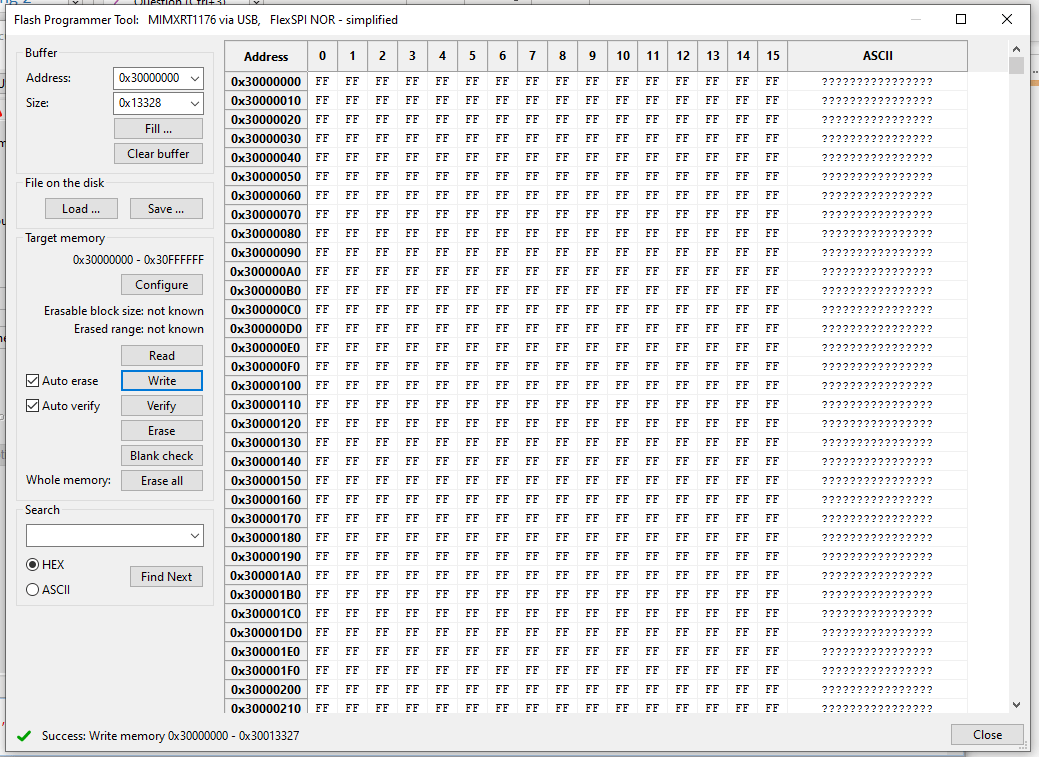 Question (Ctrl+3)
Flash Programmer Tool:   MIMXRT1176 via USB,   FlexSPI NOR - simplified
Buffer
Address: 0x30000000
Size: 0x13328
Fill ...
Clear buffer
File on the disk
Load ... Save ...
Target memory
0x30000000 - 0x30FFFFFF
Configure
Erasable block size: not known
Erased range: not known
Read
Auto erase Write
Auto verify Verify
Erase
Blank check
Whole memory: Erase all
Search
HEX
Find Next
ASCII
Address 0 1 2 3 4 5 6 7 8 9 10 11 12 13 14 15 ASCII
0x30000000 FF FF FF FF FF FF FF FF FF FF FF FF FF FF FF FF ????????????????
0x30000010 FF FF FF FF FF FF FF FF FF FF FF FF FF FF FF FF ????????????????
0x30000020 FF FF FF FF FF FF FF FF FF FF FF FF FF FF FF FF ????????????????
0x30000030 FF FF FF FF FF FF FF FF FF FF FF FF FF FF FF FF ????????????????
0x30000040 FF FF FF FF FF FF FF FF FF FF FF FF FF FF FF FF ????????????????
0x30000050 FF FF FF FF FF FF FF FF FF FF FF FF FF FF FF FF ????????????????
0x30000060 FF FF FF FF FF FF FF FF FF FF FF FF FF FF FF FF ????????????????
0x30000070 FF FF FF FF FF FF FF FF FF FF FF FF FF FF FF FF ????????????????
0x30000080 FF FF FF FF FF FF FF FF FF FF FF FF FF FF FF FF ????????????????
0x30000090 FF FF FF FF FF FF FF FF FF FF FF FF FF FF FF FF ????????????????
0x300000A0 FF FF FF FF FF FF FF FF FF FF FF FF FF FF FF FF ????????????????
0x300000B0 FF FF FF FF FF FF FF FF FF FF FF FF FF FF FF FF ????????????????
0x300000C0 FF FF FF FF FF FF FF FF FF FF FF FF FF FF FF FF ????????????????
0x300000D0 FF FF FF FF FF FF FF FF FF FF FF FF FF FF FF FF ????????????????
0x300000E0 FF FF FF FF FF FF FF FF FF FF FF FF FF FF FF FF ????????????????
0x300000F0 FF FF FF FF FF FF FF FF FF FF FF FF FF FF FF FF ????????????????
0x30000100 FF FF FF FF FF FF FF FF FF FF FF FF FF FF FF FF ????????????????
0x30000110 FF FF FF FF FF FF FF FF FF FF FF FF FF FF FF FF ????????????????
0x30000120 FF FF FF FF FF FF FF FF FF FF FF FF FF FF FF FF ????????????????
0x30000130 FF FF FF FF FF FF FF FF FF FF FF FF FF FF FF FF ????????????????
0x30000140 FF FF FF FF FF FF FF FF FF FF FF FF FF FF FF FF ????????????????
0x30000150 FF FF FF FF FF FF FF FF FF FF FF FF FF FF FF FF ????????????????
0x30000160 FF FF FF FF FF FF FF FF FF FF FF FF FF FF FF FF ????????????????
0x30000170 FF FF FF FF FF FF FF FF FF FF FF FF FF FF FF FF ????????????????
0x30000180 FF FF FF FF FF FF FF FF FF FF FF FF FF FF FF FF ????????????????
0x30000190 FF FF FF FF FF FF FF FF FF FF FF FF FF FF FF FF ????????????????
0x300001A0 FF FF FF FF FF FF FF FF FF FF FF FF FF FF FF FF ????????????????
0x300001B0 FF FF FF FF FF FF FF FF FF FF FF FF FF FF FF FF ????????????????
0x300001C0 FF FF FF FF FF FF FF FF FF FF FF FF FF FF FF FF ????????????????
0x300001D0 FF FF FF FF FF FF FF FF FF FF FF FF FF FF FF FF ????????????????
0x300001E0 FF FF FF FF FF FF FF FF FF FF FF FF FF FF FF FF ????????????????
0x300001F0 FF FF FF FF FF FF FF FF FF FF FF FF FF FF FF FF ????????????????
0x30000200 FF FF FF FF FF FF FF FF FF FF FF FF FF FF FF FF ????????????????
0x30000210 FF FF FF FF FF FF FF FF FF FF FF FF FF FF FF FF ????????????????
Success: Write memory 0x30000000 - 0x30013327
Close